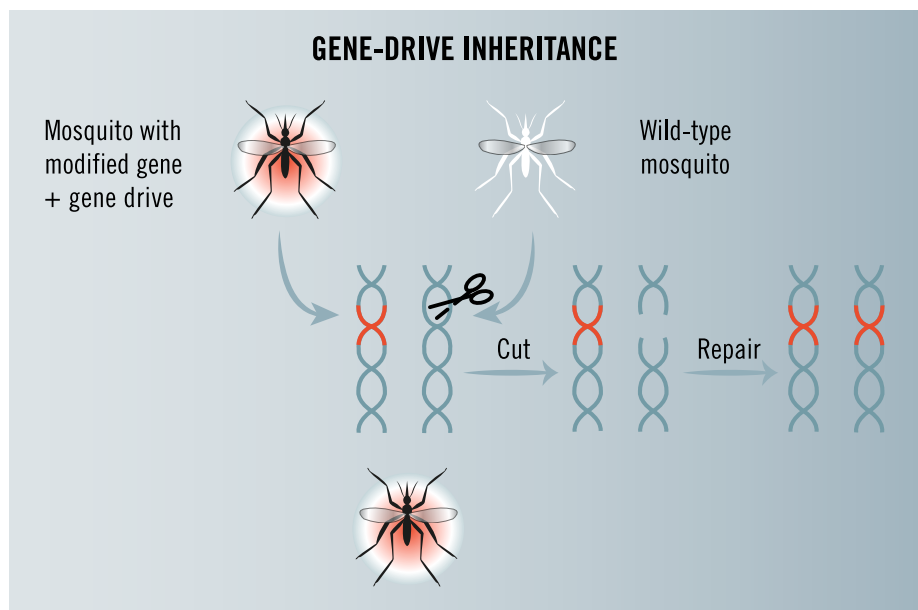 GENE-DRIVE INHERITANCE
Mosquito with
modified gene
+ gene drive
Wild-type
mosquito
Cut
Repair